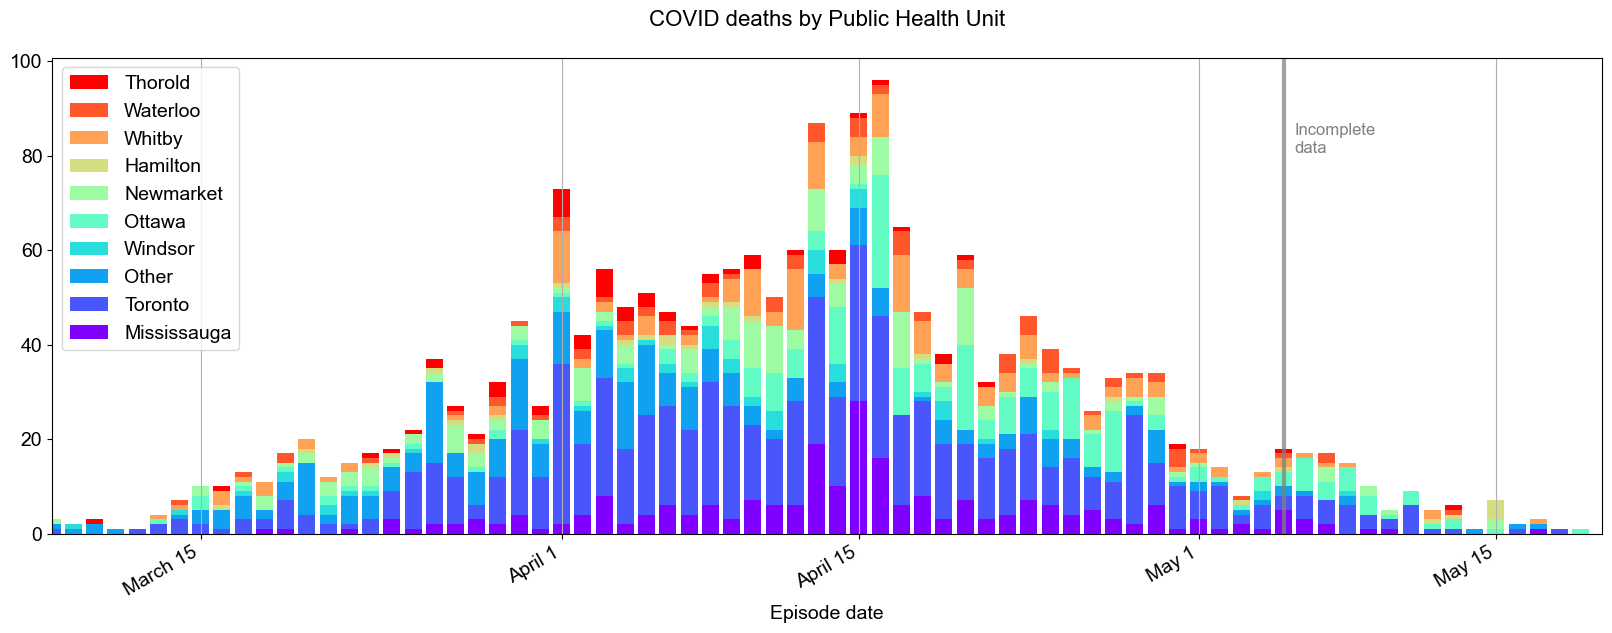 COVID deaths by Public Health Unit
100
80
60
40
20
0
Thorold
Waterloo
Whitby
Hamilton
Newmarket
Ottawa
Windsor
Other
Toronto
Mississauga
Incomplete
data
March 15
April 1
April 15
May 1
May 15
Episode date